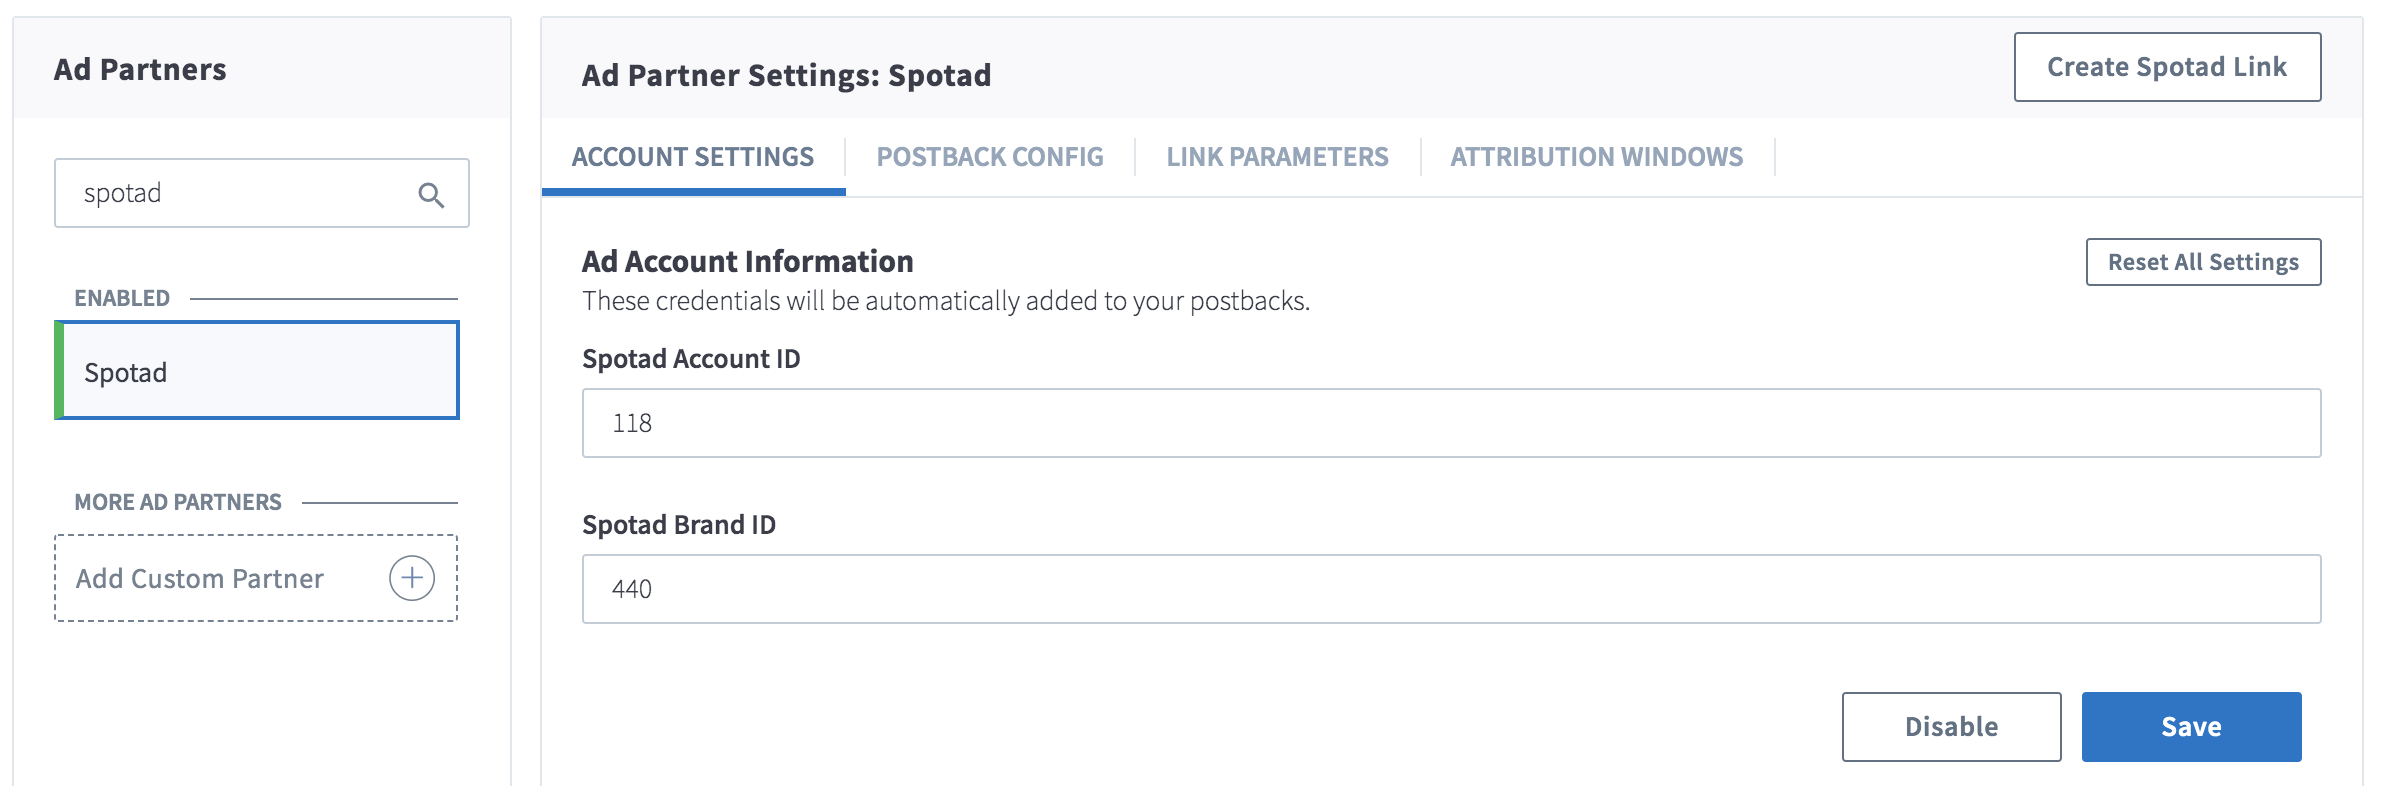 Ad Partners
spotad
ENABLED
Spotad
MORE AD PARTNERS
Add Custom Partner
Ad Partner Settings: Spotad
Create Spotad Link
ACCOUNT SETTINGS
POSTBACK CONFIG
LINK PARAMETERS
ATTRIBUTION WINDOWS
Ad Account Information
Reset All Settings
These credentials will be automatically added to your postbacks.
Spotad Account ID
118
Spotad Brand ID
440
Disable
Save